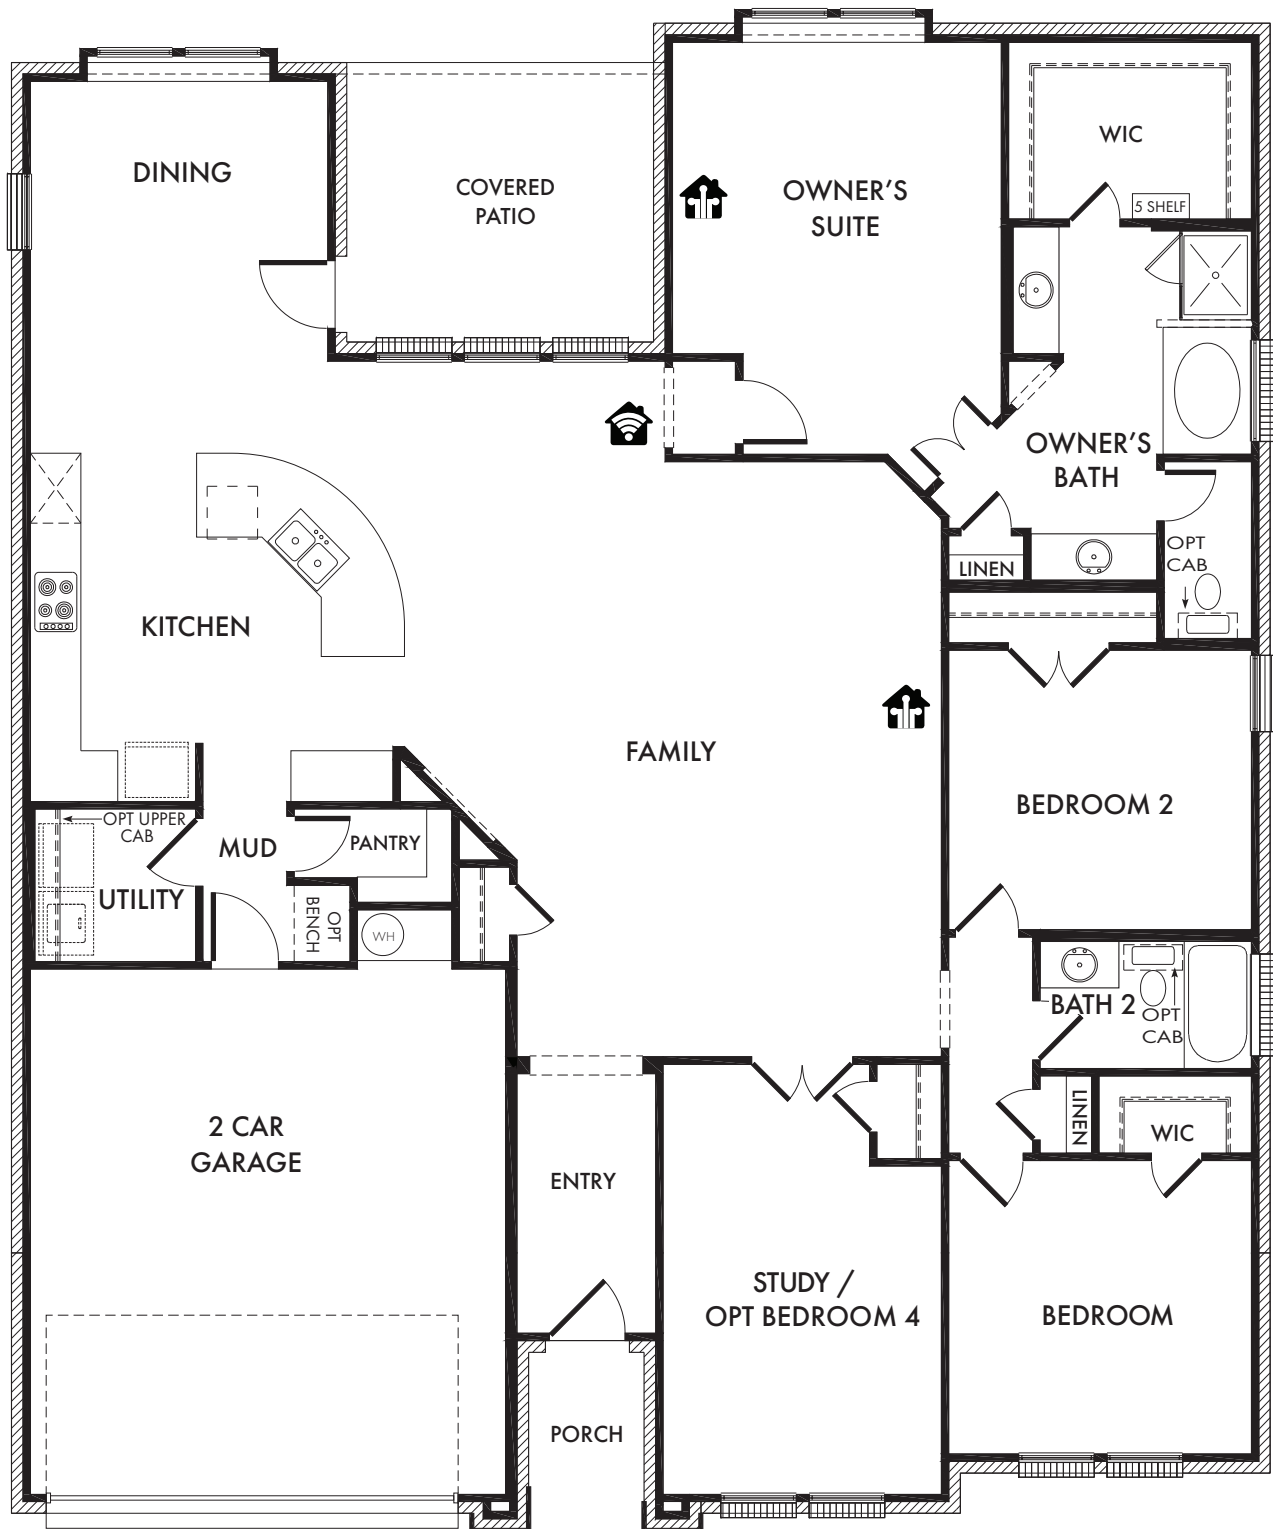 WIC
DINING
COVERED
PATIO
OWNER'S
SUITE
5 SHELF
OWNER'S
BATH
OPT
CAB
LINEN
KITCHEN
FAMILY
BEDROOM 2
OPT UPPER
CAB
MUD
PANTRY
UTILITY
OPT
BENCH
WH
BATH 2
OPT
CAB
2 CAR
GARAGE
LINEN
WIC
ENTRY
STUDY /
OPT BEDROOM 4
BEDROOM
PORCH